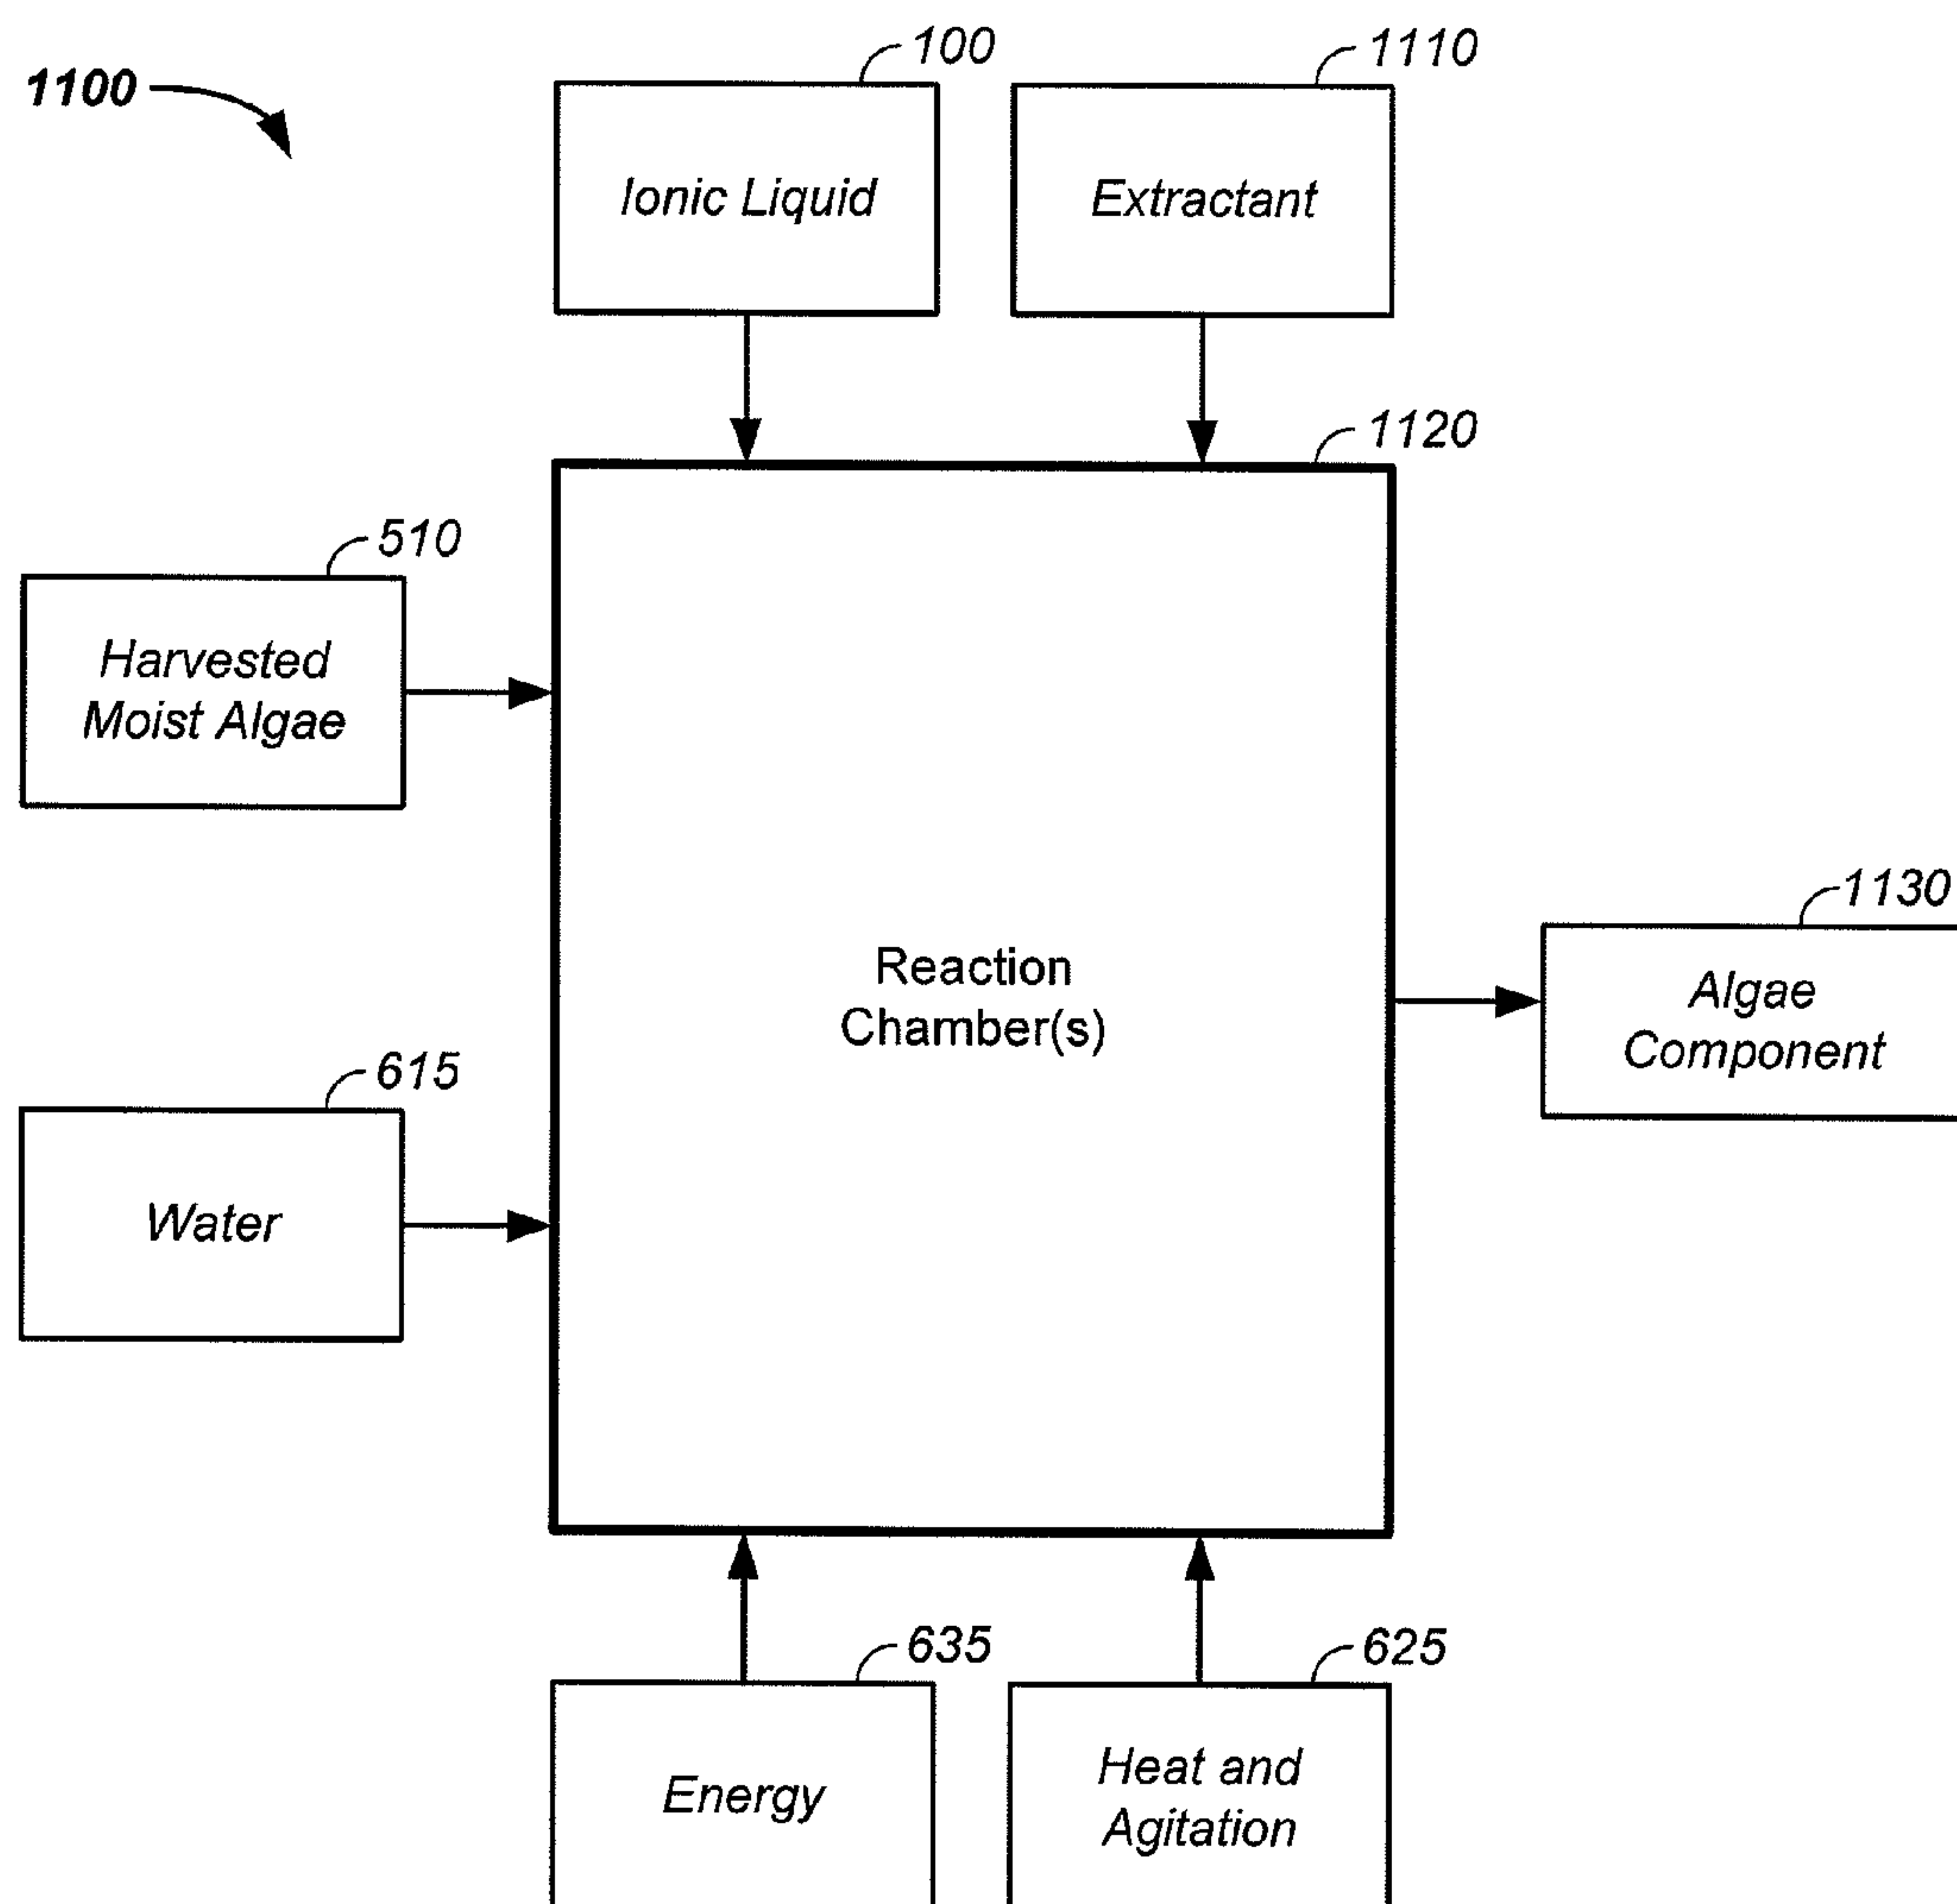 1100
100
1110
Ionic Liquid
Extractant
1120
510
Harvested
Moist Algae
Reaction
Chamber(s)
1130
Algae
Component
615
Water
635
625
Energy
Heat and
Agitation